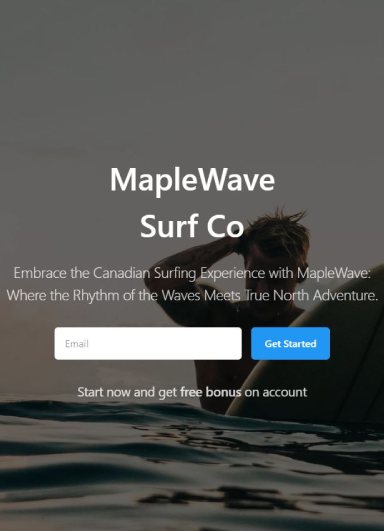 MapleWave
Surf Co
Embrace the Canadian Surfing Experience with MapleWave:
Where the Rhythm of the Waves Meets True North Adventure.
Email
Get Started
Start now and get free bonus on account